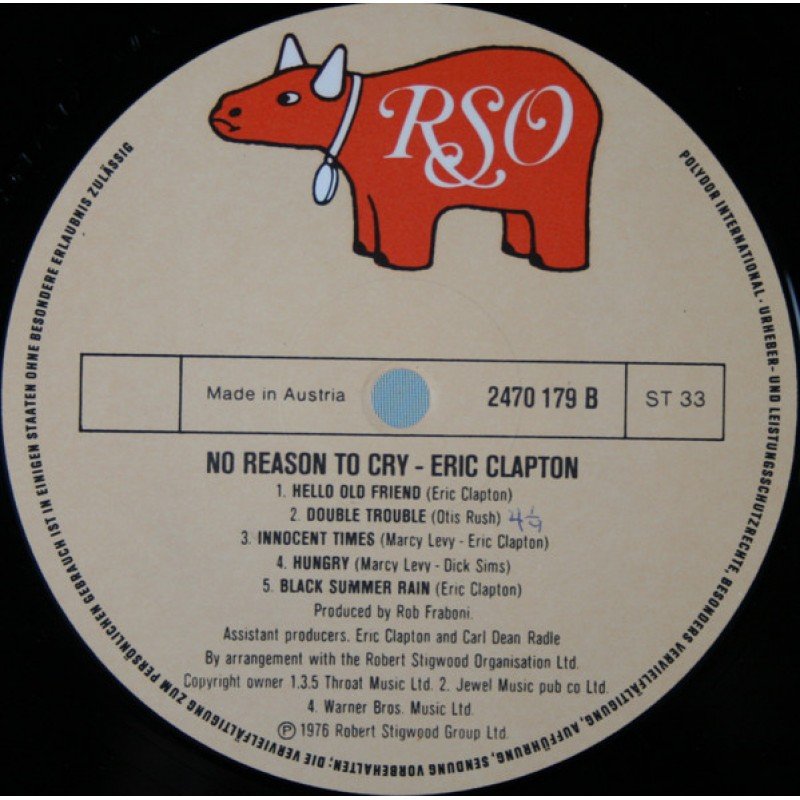 RSO
POLYDOR INTERNATIONAL · URHEBER- UND LEISTUNGSSCHUTZRECHTE, BESONDERS VERVIELFÄLTIGUNG, AUFFÜHRUNG, SENDUNG VORBEHALTEN; DIE VERVIELFÄLTIGUNG ZUM PERSÖNLICHEN GEBRAUCH IST IN EINIGEN STAATEN OHNE BESONDERE ERLAUBNIS ZULÄSSIG
Made in Austria 2470 179 B ST 33
NO REASON TO CRY - ERIC CLAPTON
1. HELLO OLD FRIEND (Eric Clapton)
2. DOUBLE TROUBLE (Otis Rush)
3. INNOCENT TIMES (Marcy Levy - Eric Clapton)
4. HUNGRY (Marcy Levy - Dick Sims)
5. BLACK SUMMER RAIN (Eric Clapton)
Produced by Rob Fraboni.
Assistant producers. Eric Clapton and Carl Dean Radle
By arrangement with the Robert Stigwood Organisation Ltd.
Copyright owner 1.3.5 Throat Music Ltd. 2. Jewel Music pub co Ltd.
4. Warner Bros. Music Ltd.
℗ 1976 Robert Stigwood Group Ltd.